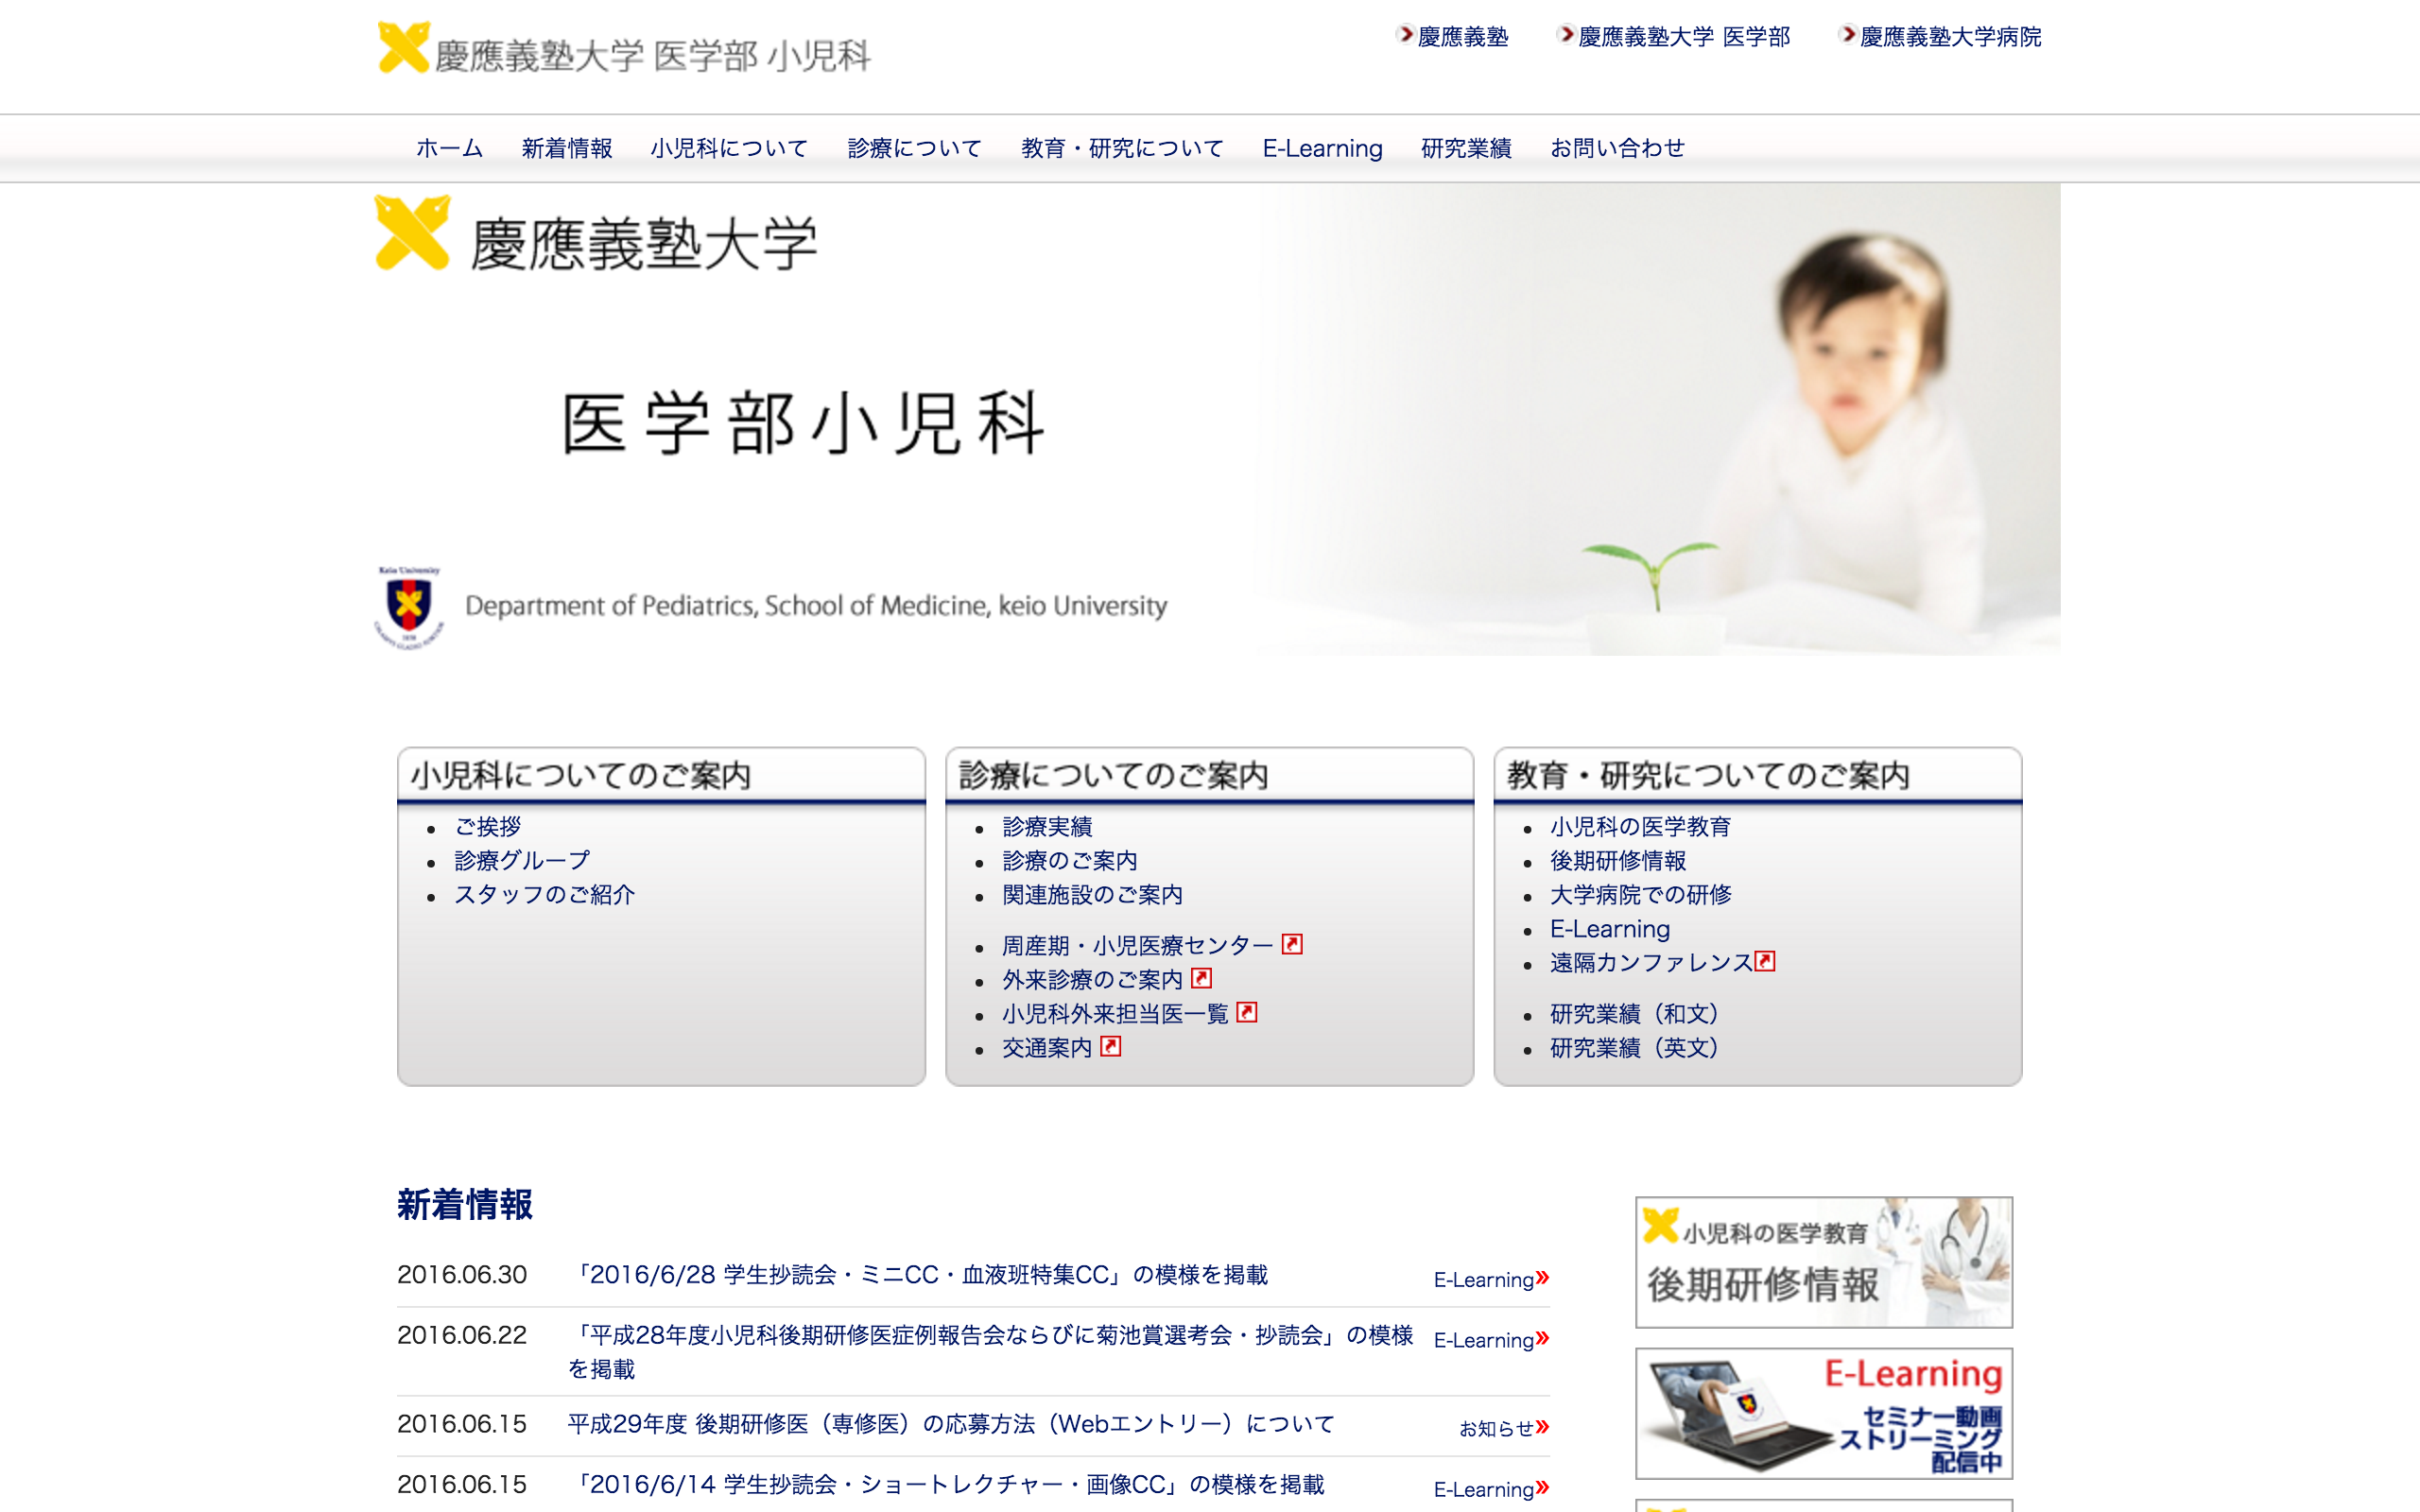 慶應義塾大学 医学部 小児科
慶應義塾
慶應義塾大学 医学部
慶應義塾大学病院
ホーム
新着情報
小児科について
診療について
教育・研究について
E-Learning
研究業績
お問い合わせ
慶應義塾大学
医学部小児科
Keio University
Department of Pediatrics, School of Medicine, keio University
小児科についてのご案内
ご挨拶
診療グループ
スタッフのご紹介
診療についてのご案内
診療実績
診療のご案内
関連施設のご案内
周産期・小児医療センター
外来診療のご案内
小児科外来担当医一覧
交通案内
教育・研究についてのご案内
小児科の医学教育
後期研修情報
大学病院での研修
E-Learning
遠隔カンファレンス
研究業績（和文）
研究業績（英文）
新着情報
2016.06.30 「2016/6/28 学生抄読会・ミニCC・血液班特集CC」の模様を掲載 E-Learning
2016.06.22 「平成28年度小児科後期研修医症例報告会ならびに菊池賞選考会・抄読会」の模様 E-Learning
を掲載
2016.06.15 平成29年度 後期研修医（専修医）の応募方法（Webエントリー）について お知らせ
2016.06.15 「2016/6/14 学生抄読会・ショートレクチャー・画像CC」の模様を掲載 E-Learning
小児科の医学教育
後期研修情報
E-Learning
セミナー動画
ストリーミング
配信中